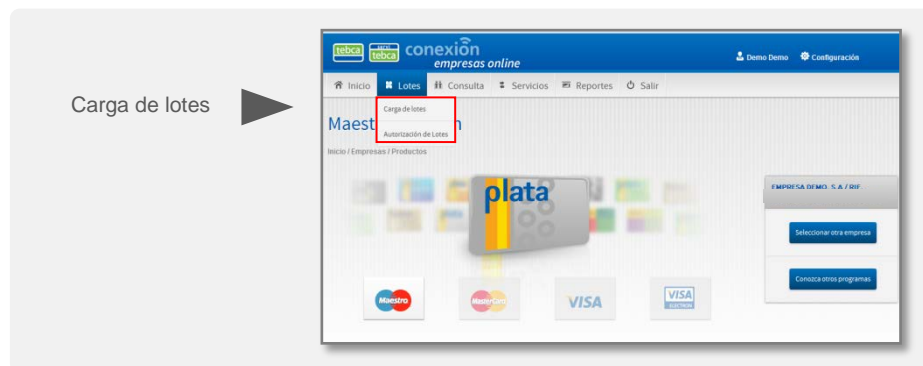 Carga de lotes
tebca
tebca
conexión
empresas online
Demo Demo
Configuración
Inicio
Lotes
Consulta
Servicios
Reportes
Salir
Carga de lotes
Autorización de Lotes
Maest
n
Inicio / Empresas / Productos
plata
EMPRESA DEMO, S.A / RIF
Seleccionar otra empresa
Conozca otros programas
Maestro
MasterCard
VISA
VISA
ELECTRON